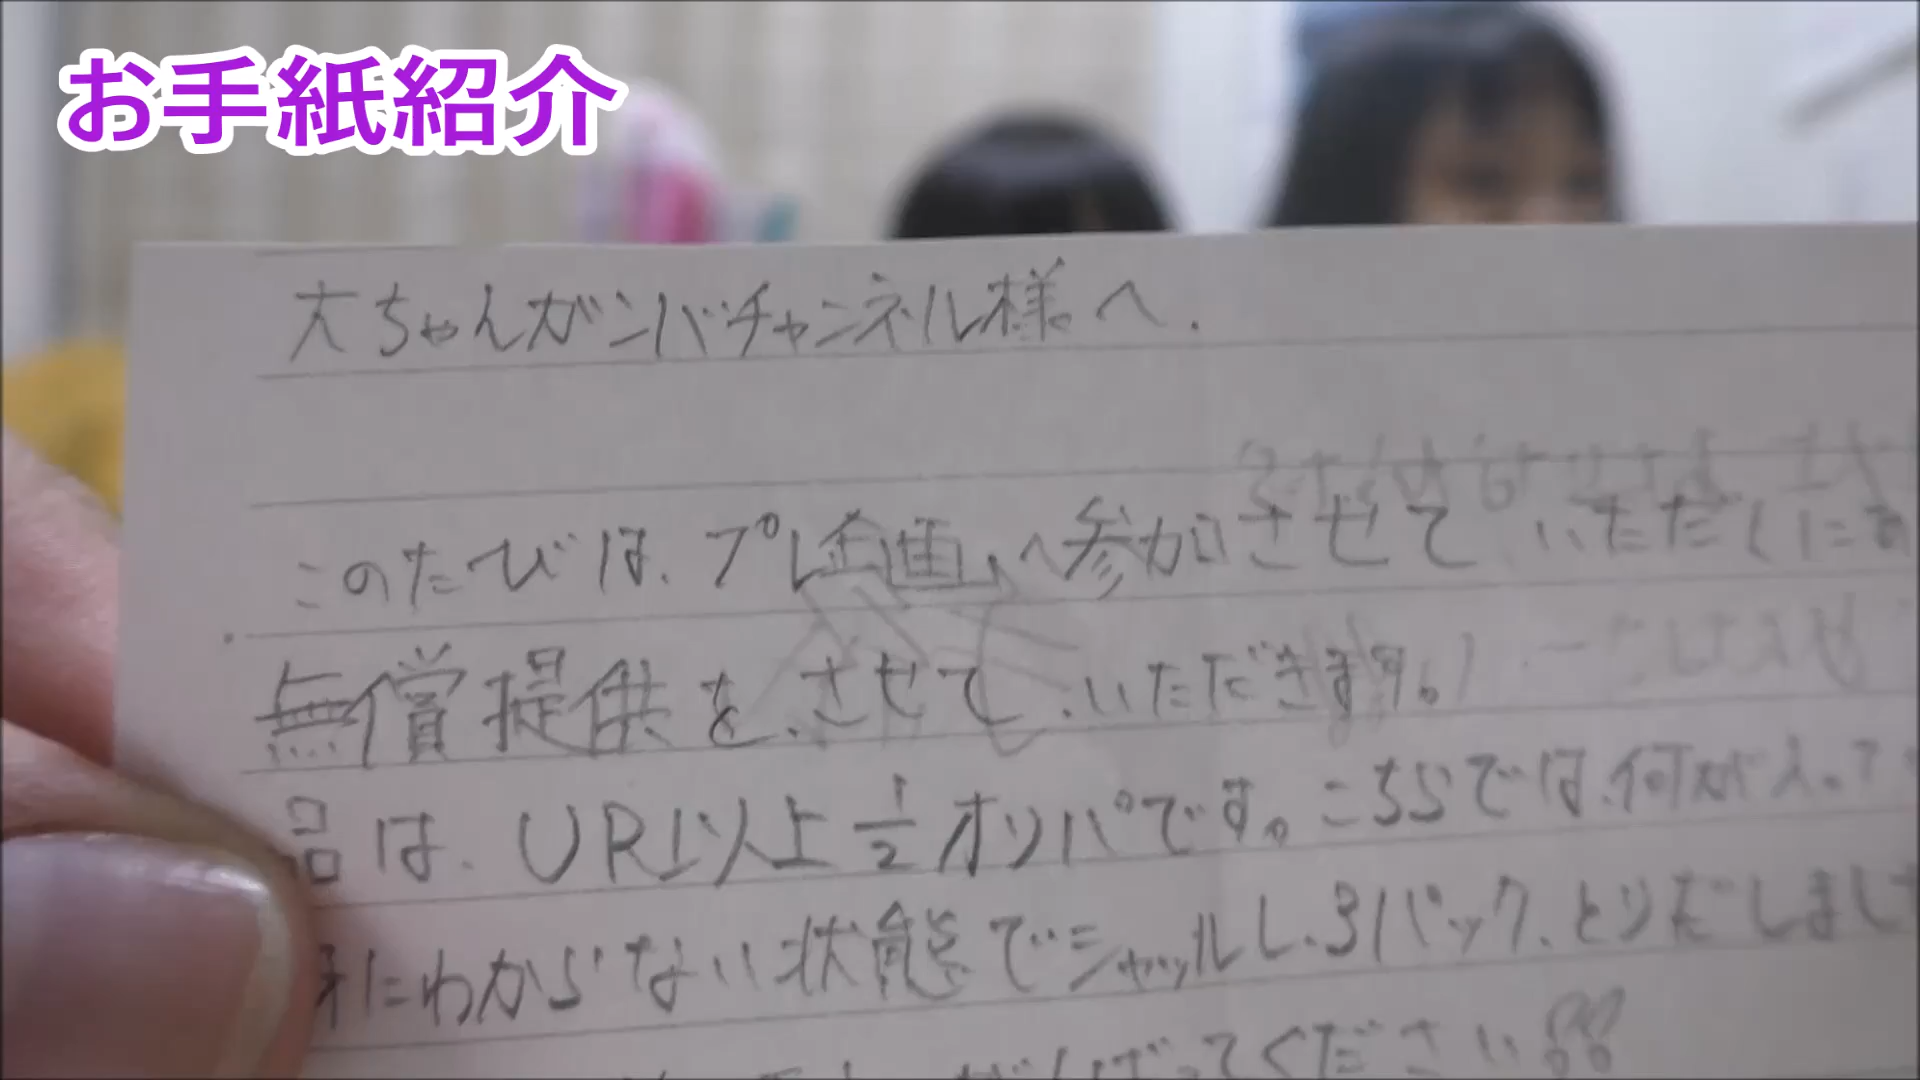 お手紙紹介
大ちゃんガンバチャンネル様へ.
このたびは、プレ企画へ参加させていただくにあ
無償提供を、させて、いただきます。
品は、UR以上1/2オリパです。こちらでは、何が入っ
にわからない状態でシャッフルし、31パック、とりだしまし
ってください!!